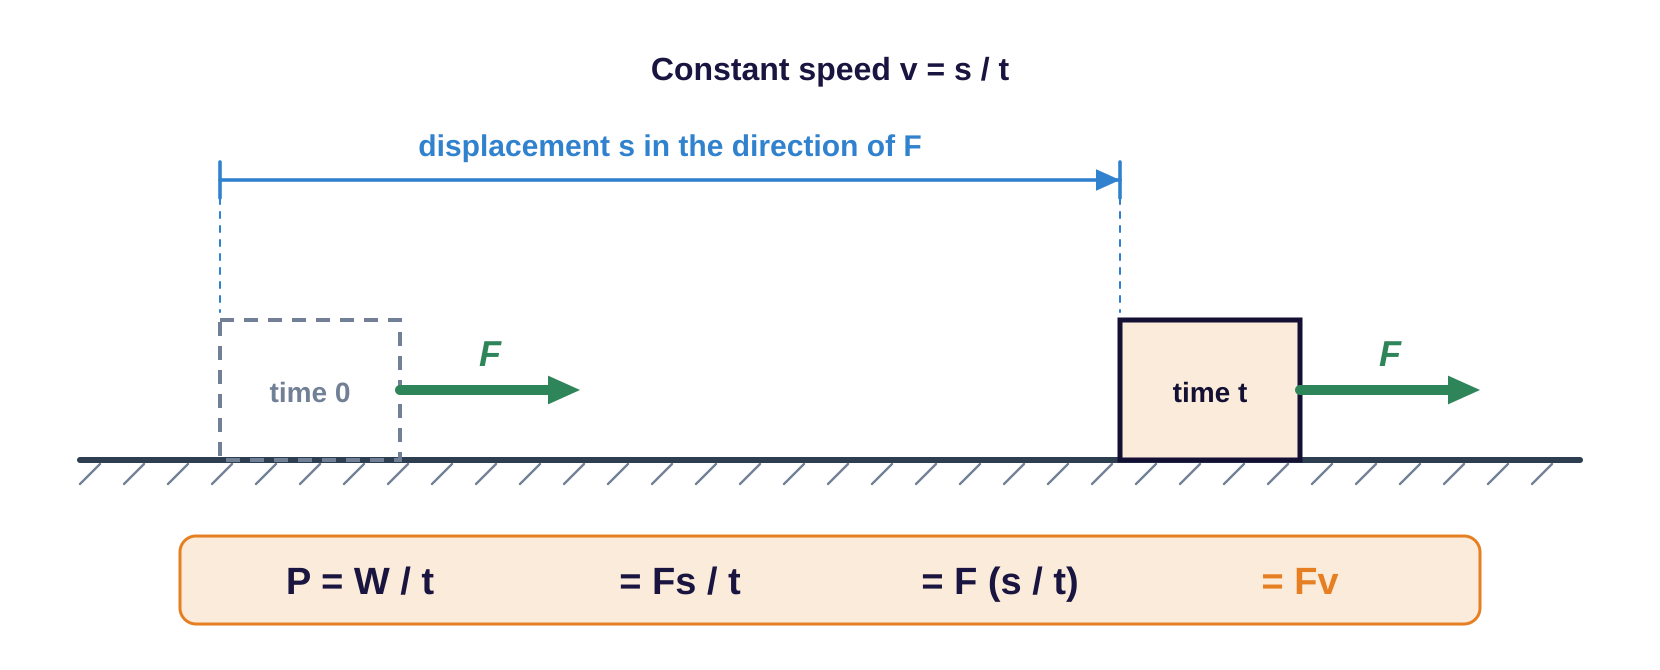 Constant speed v = s / t
displacement s in the direction of F
F
F
time 0
time t
P = W / t = Fs / t = F (s / t) = Fv